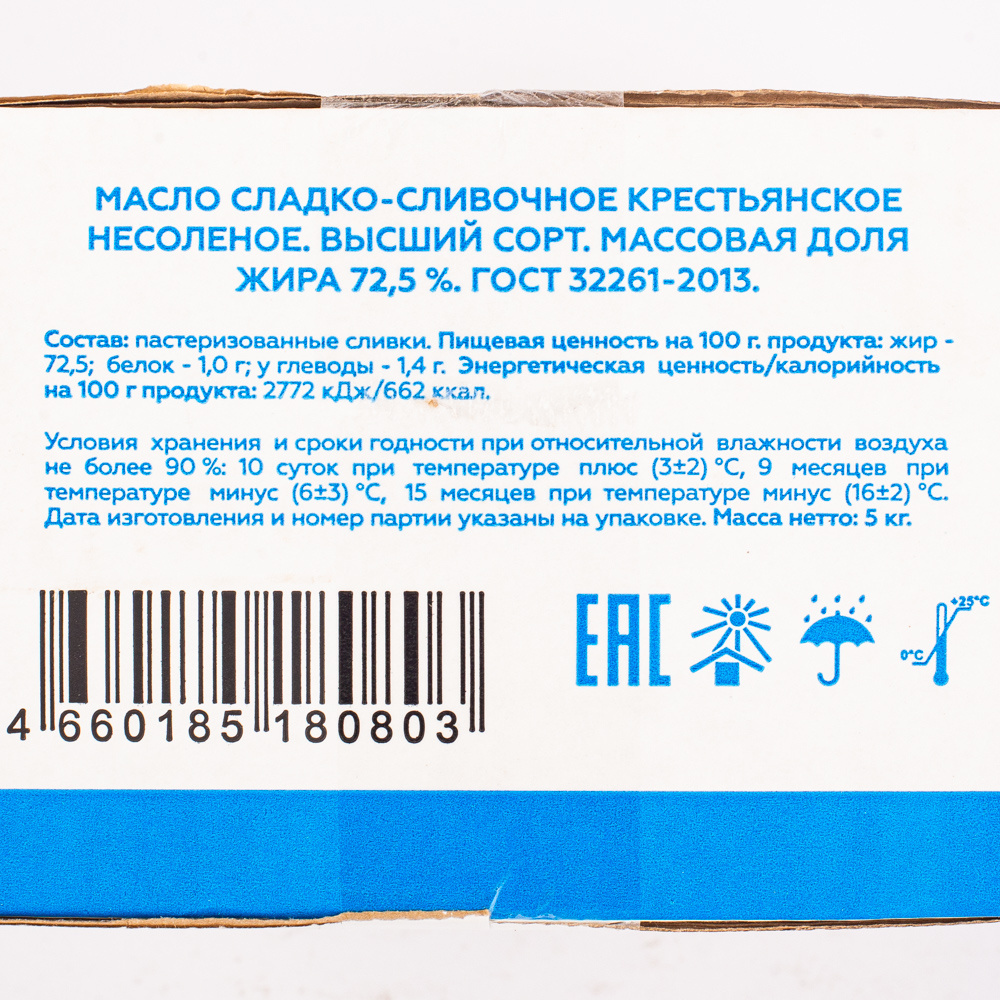 МАСЛО СЛАДКО-СЛИВОЧНОЕ КРЕСТЬЯНСКОЕ
НЕСОЛЕНОЕ. ВЫСШИЙ СОРТ. МАССОВАЯ ДОЛЯ
ЖИРА 72,5 %. ГОСТ 32261-2013.
Состав: пастеризованные сливки. Пищевая ценность на 100 г. продукта: жир -
72,5; белок - 1,0 г; у глеводы - 1,4 г. Энергетическая ценность/калорийность
на 100 г продукта: 2772 кДж/662 ккал.
Условия хранения и сроки годности при относительной влажности воздуха
не более 90 %: 10 суток при температуре плюс (3±2) °С, 9 месяцев при
температуре минус (6±3) °С, 15 месяцев при температуре минус (16±2) °С.
Дата изготовления и номер партии указаны на упаковке. Масса нетто: 5 кг.
EAC
+25°C
0°C
4 660185 180803